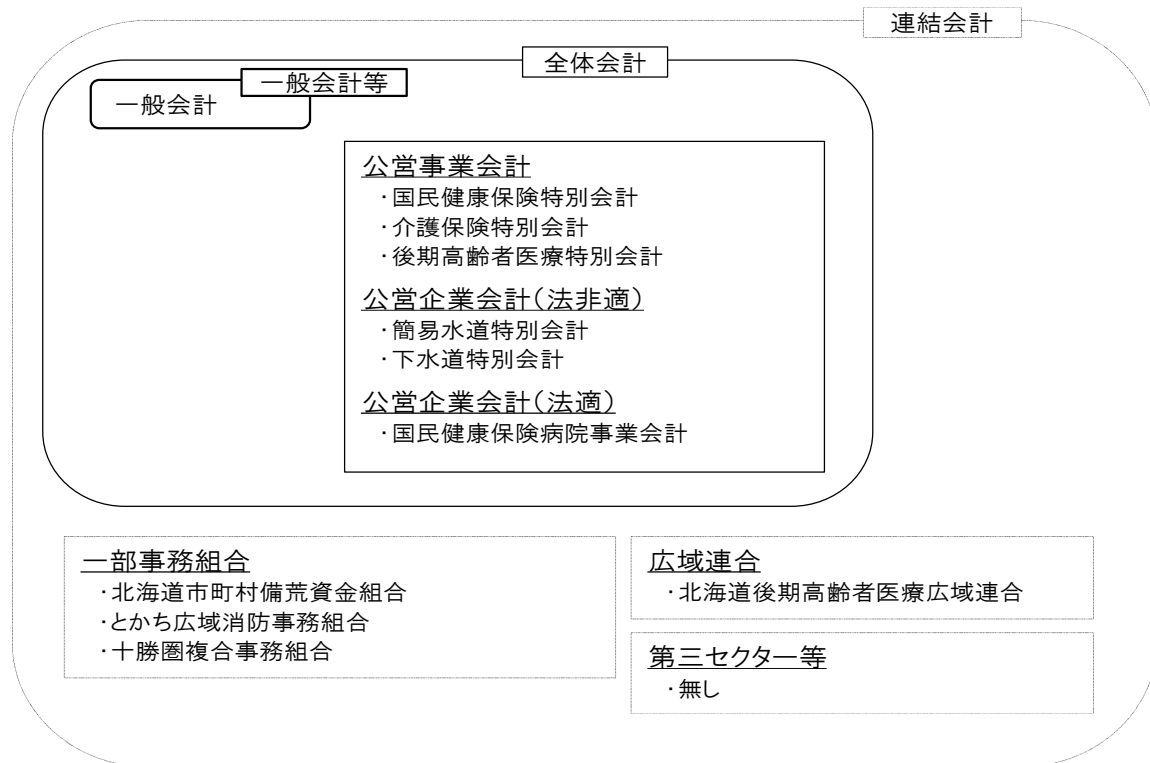 連結会計
全体会計
一般会計等
一般会計
公営事業会計
・国民健康保険特別会計
・介護保険特別会計
・後期高齢者医療特別会計
公営企業会計（法非適）
・簡易水道特別会計
・下水道特別会計
公営企業会計（法適）
・国民健康保険病院事業会計
一部事務組合
・北海道市町村備荒資金組合
・とかち広域消防事務組合
・十勝圏複合事務組合
広域連合
・北海道後期高齢者医療広域連合
第三セクター等
・無し